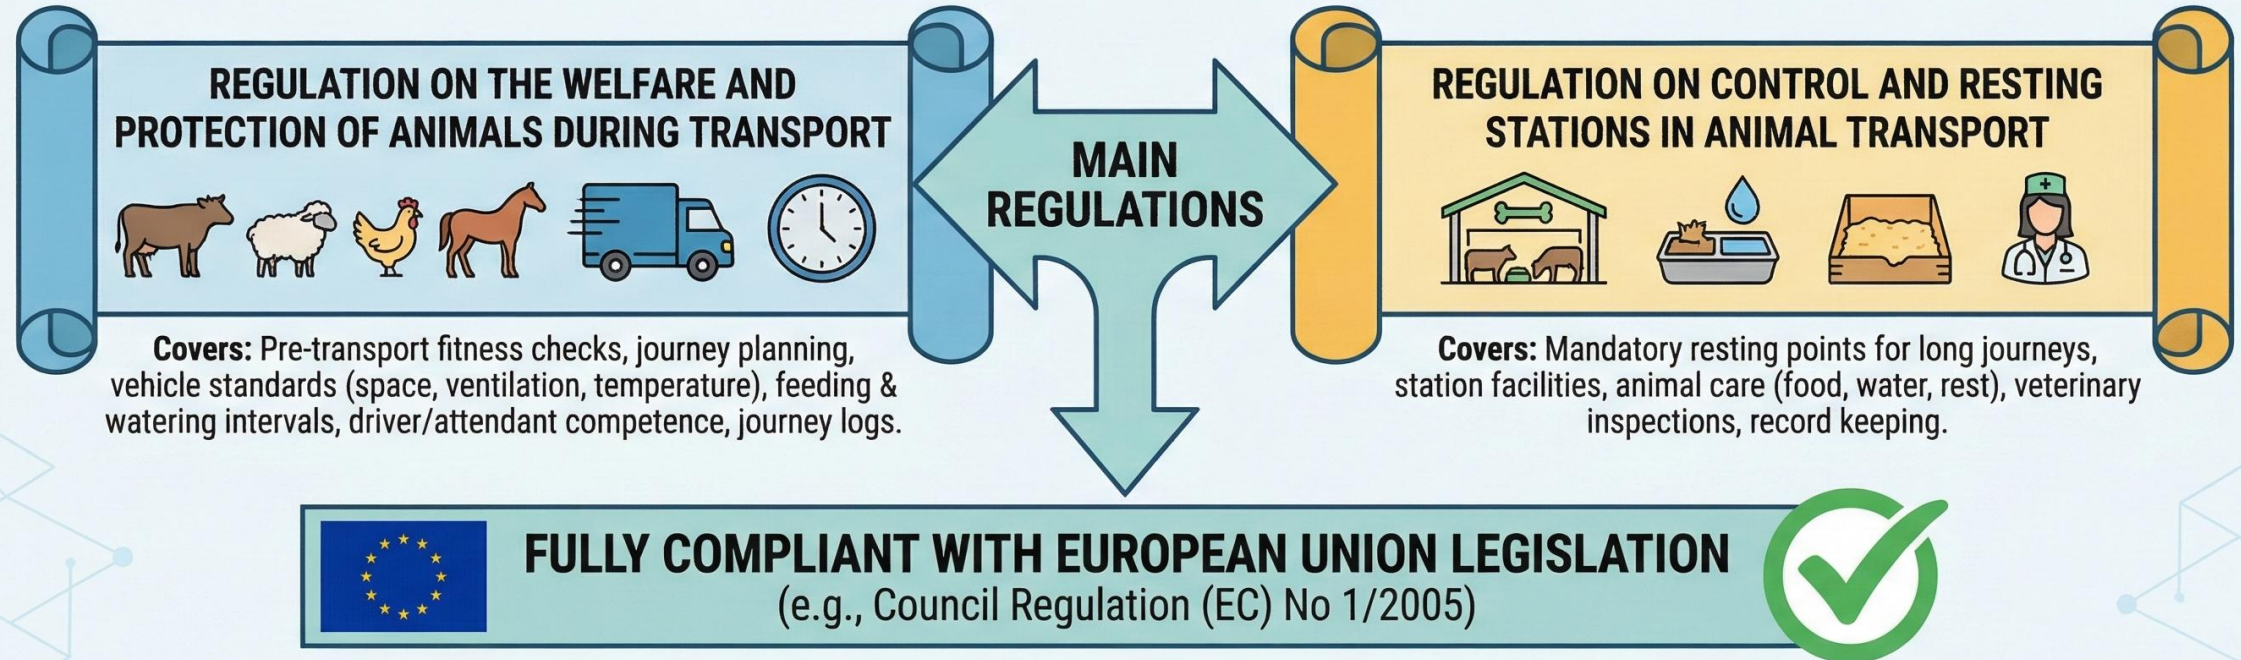 REGULATION ON THE WELFARE AND
PROTECTION OF ANIMALS DURING TRANSPORT
Covers: Pre-transport fitness checks, journey planning,
vehicle standards (space, ventilation, temperature), feeding &
watering intervals, driver/attendant competence, journey logs.
MAIN
REGULATIONS
REGULATION ON CONTROL AND RESTING
STATIONS IN ANIMAL TRANSPORT
Covers: Mandatory resting points for long journeys,
station facilities, animal care (food, water, rest), veterinary
inspections, record keeping.
FULLY COMPLIANT WITH EUROPEAN UNION LEGISLATION
(e.g., Council Regulation (EC) No 1/2005)